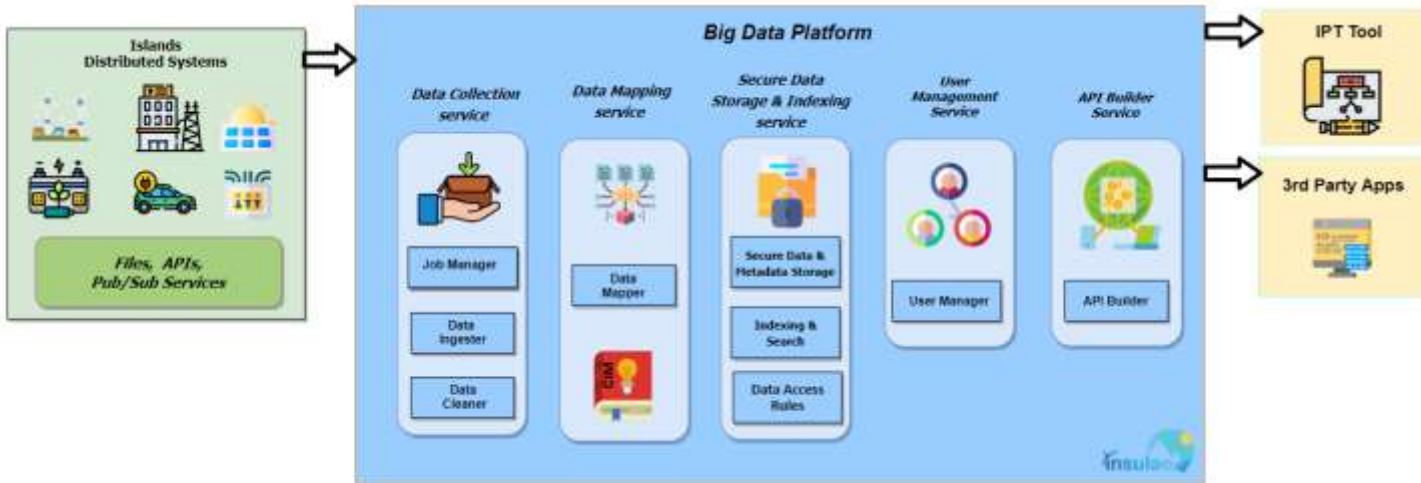 Islands
Distributed Systems
Files, APIs,
Pub/Sub Services
Big Data Platform
Data Collection
service
Job Manager
Data
Ingester
Data
Cleaner
Data Mapping
service
Data
Mapper
CIM
Secure Data
Storage & Indexing
service
Secure Data &
Metadata Storage
Indexing &
Search
Data Access
Rules
User
Management
Service
User Manager
API Builder
Service
API Builder
insulae
IPT Tool
3rd Party Apps